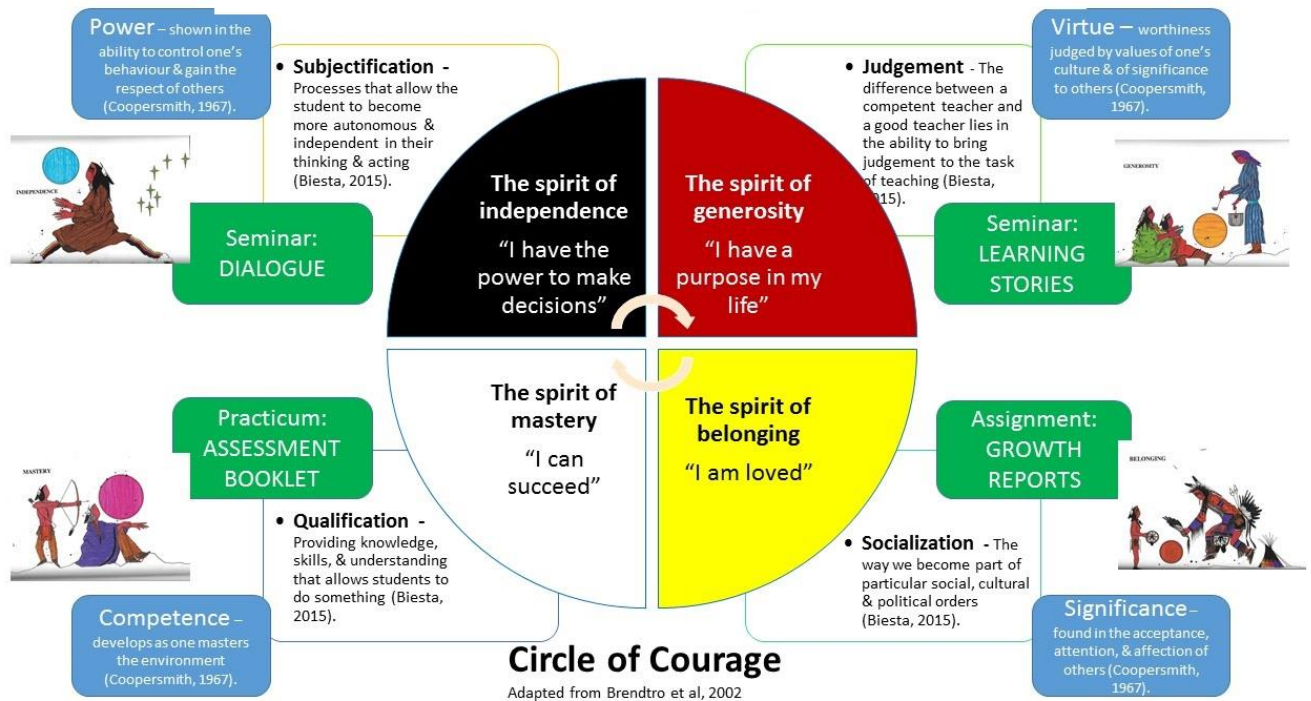 Power – shown in the
ability to control one's
behaviour & gain the
respect of others
(Coopersmith, 1967).
• Subjectification -
Processes that allow the
student to become
more autonomous &
independent in their
thinking & acting
(Biesta, 2015).
INDEPENDENCE
Seminar:
DIALOGUE
The spirit of
independence
"I have the
power to make
decisions"
The spirit of
generosity
"I have a
purpose in my
life"
• Judgement - The
difference between a
competent teacher and
a good teacher lies in
the ability to bring
judgement to the task
of teaching (Biesta,
2015).
Virtue – worthiness
judged by values of one's
culture & of significance
to others (Coopersmith,
1967).
GENEROSITY
Seminar:
LEARNING
STORIES
Practicum:
ASSESSMENT
BOOKLET
MASTERY
• Qualification -
Providing knowledge,
skills, & understanding
that allows students to
do something (Biesta,
2015).
Competence –
develops as one masters
the environment
(Coopersmith, 1967).
The spirit of
mastery
"I can
succeed"
The spirit of
belonging
"I am loved"
Assignment:
GROWTH
REPORTS
BELONGING
• Socialization - The
way we become part of
particular social, cultural
& political orders
(Biesta, 2015).
Significance –
found in the acceptance,
attention, & affection of
others (Coopersmith,
1967).
Circle of Courage
Adapted from Brendtro et al, 2002